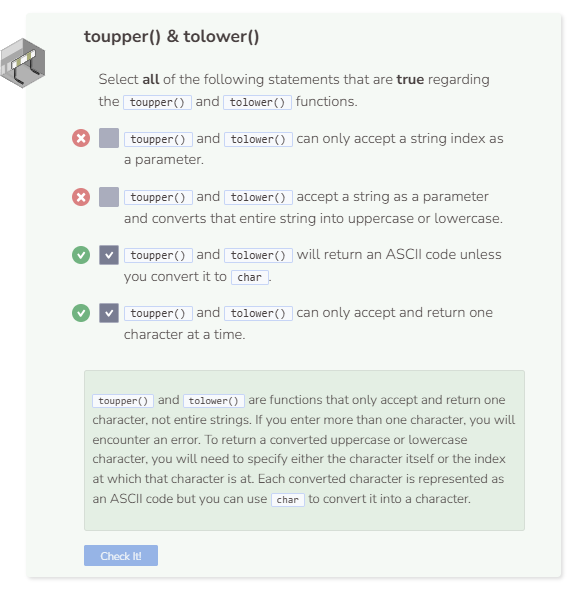 toupper() & tolower()
Select all of the following statements that are true regarding
the toupper() and tolower() functions.
toupper() and tolower() can only accept a string index as
a parameter.
toupper() and tolower() accept a string as a parameter
and converts that entire string into uppercase or lowercase.
toupper() and tolower() will return an ASCII code unless
you convert it to char.
toupper() and tolower() can only accept and return one
character at a time.
toupper() and tolower() are functions that only accept and return one
character, not entire strings. If you enter more than one character, you will
encounter an error. To return a converted uppercase or lowercase
character, you will need to specify either the character itself or the index
at which that character is at. Each converted character is represented as
an ASCII code but you can use char to convert it into a character.
Check It!